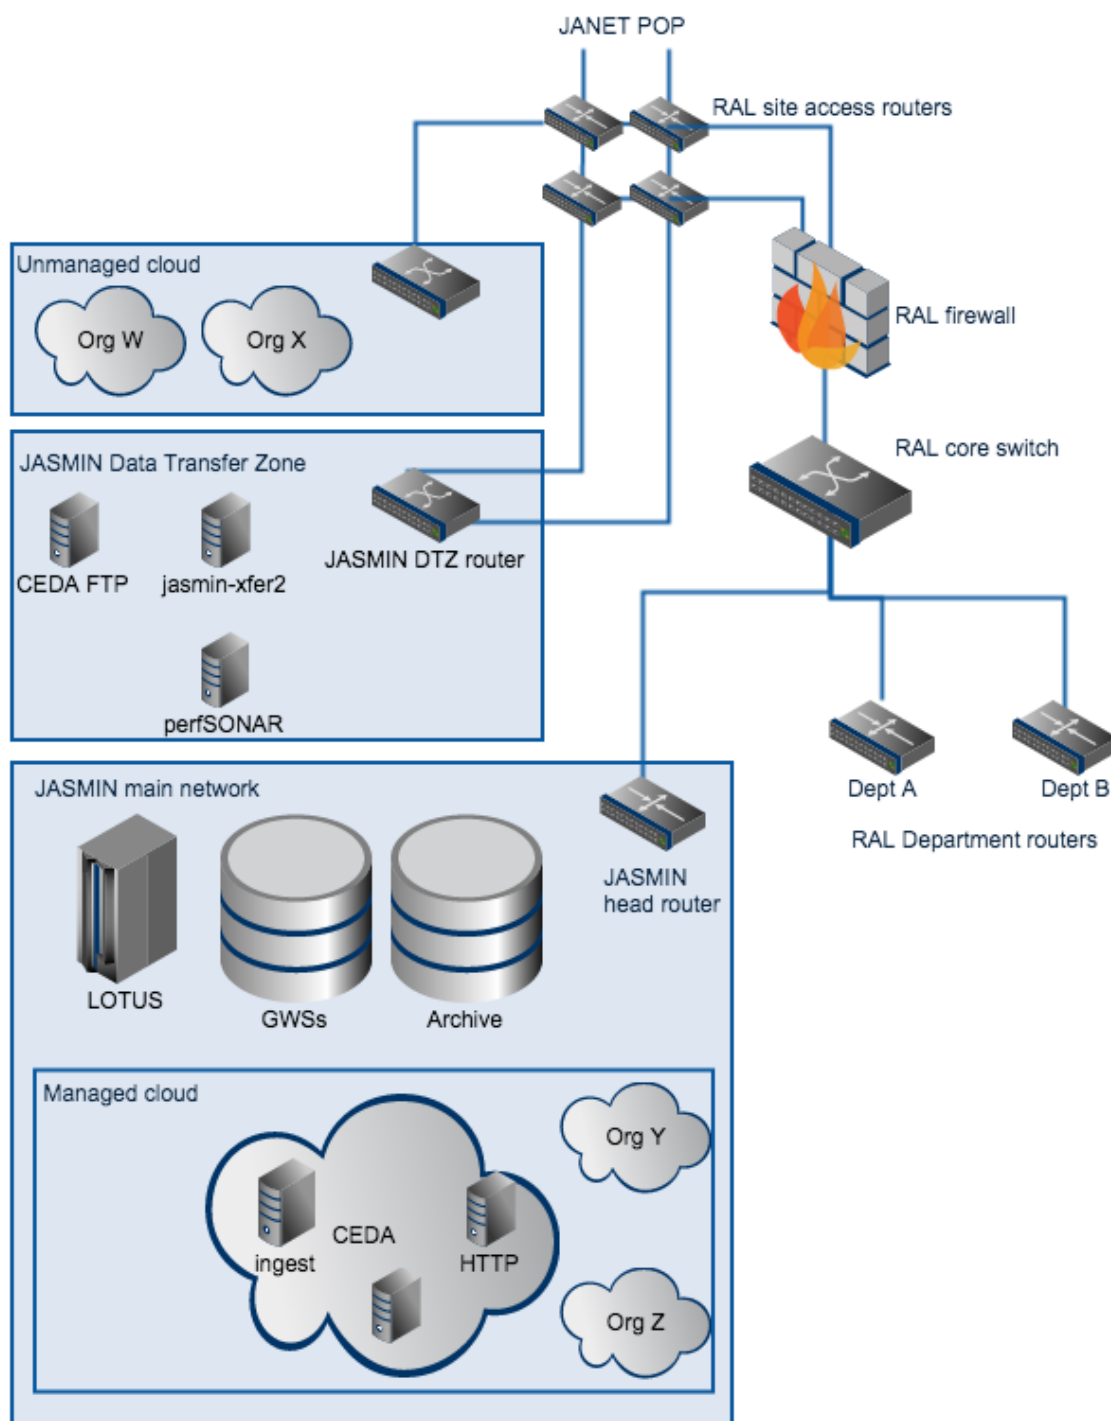 JANET POP
RAL site access routers
Unmanaged cloud
Org W
Org X
RAL firewall
RAL core switch
JASMIN Data Transfer Zone
CEDA FTP
jasmin-xfer2
JASMIN DTZ router
perfSONAR
Dept A
Dept B
RAL Department routers
JASMIN main network
JASMIN
head router
LOTUS
GWSs
Archive
Managed cloud
Org Y
ingest
CEDA
HTTP
Org Z